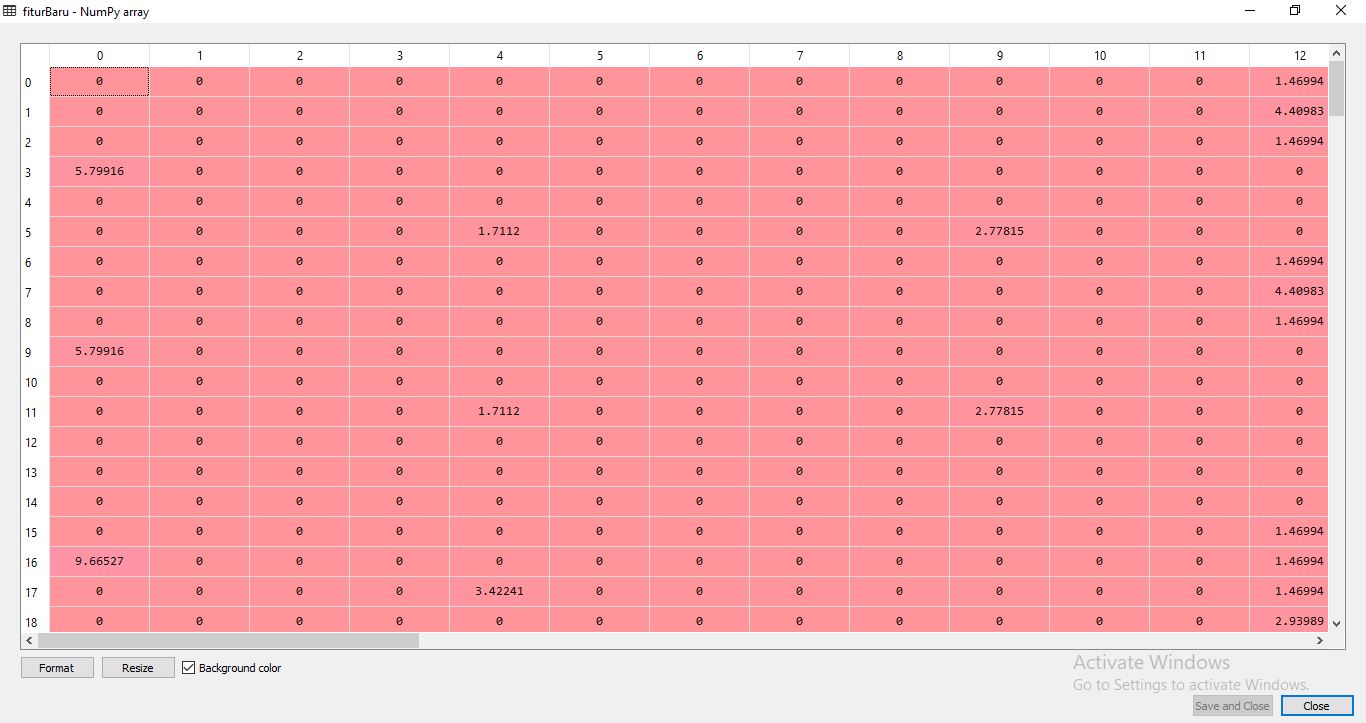 fiturBaru - NumPy array
0 1 2 3 4 5 6 7 8 9 10 11 12
0 0 0 0 0 0 0 0 0 0 0 0 0 1.46994
1 0 0 0 0 0 0 0 0 0 0 0 0 4.40983
2 0 0 0 0 0 0 0 0 0 0 0 0 1.46994
3 5.79916 0 0 0 0 0 0 0 0 0 0 0 0
4 0 0 0 0 0 0 0 0 0 0 0 0 0
5 0 0 0 0 1.7112 0 0 0 0 2.77815 0 0 0
6 0 0 0 0 0 0 0 0 0 0 0 0 1.46994
7 0 0 0 0 0 0 0 0 0 0 0 0 4.40983
8 0 0 0 0 0 0 0 0 0 0 0 0 1.46994
9 5.79916 0 0 0 0 0 0 0 0 0 0 0 0
10 0 0 0 0 0 0 0 0 0 0 0 0 0
11 0 0 0 0 1.7112 0 0 0 0 2.77815 0 0 0
12 0 0 0 0 0 0 0 0 0 0 0 0 0
13 0 0 0 0 0 0 0 0 0 0 0 0 0
14 0 0 0 0 0 0 0 0 0 0 0 0 0
15 0 0 0 0 0 0 0 0 0 0 0 0 1.46994
16 9.66527 0 0 0 0 0 0 0 0 0 0 0 1.46994
17 0 0 0 0 3.42241 0 0 0 0 0 0 0 1.46994
18 0 0 0 0 0 0 0 0 0 0 0 0 2.93989
Format Resize Background color
Activate Windows
Go to Settings to activate Windows.
Save and Close Close